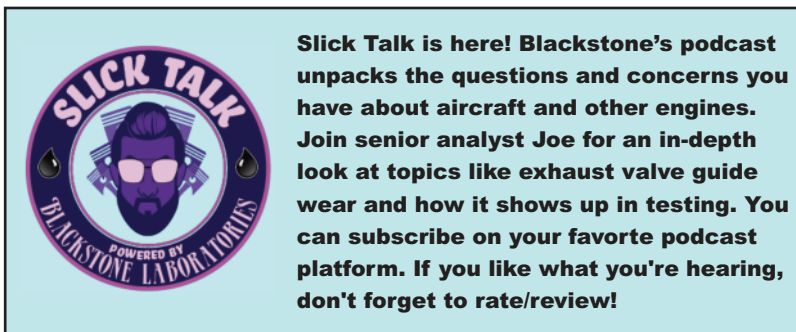 SLICK TALK
POWERED BY
BLACKSTONE LABORATORIES
Slick Talk is here! Blackstone’s podcast
unpacks the questions and concerns you
have about aircraft and other engines.
Join senior analyst Joe for an in-depth
look at topics like exhaust valve guide
wear and how it shows up in testing. You
can subscribe on your favorte podcast
platform. If you like what you're hearing,
don't forget to rate/review!